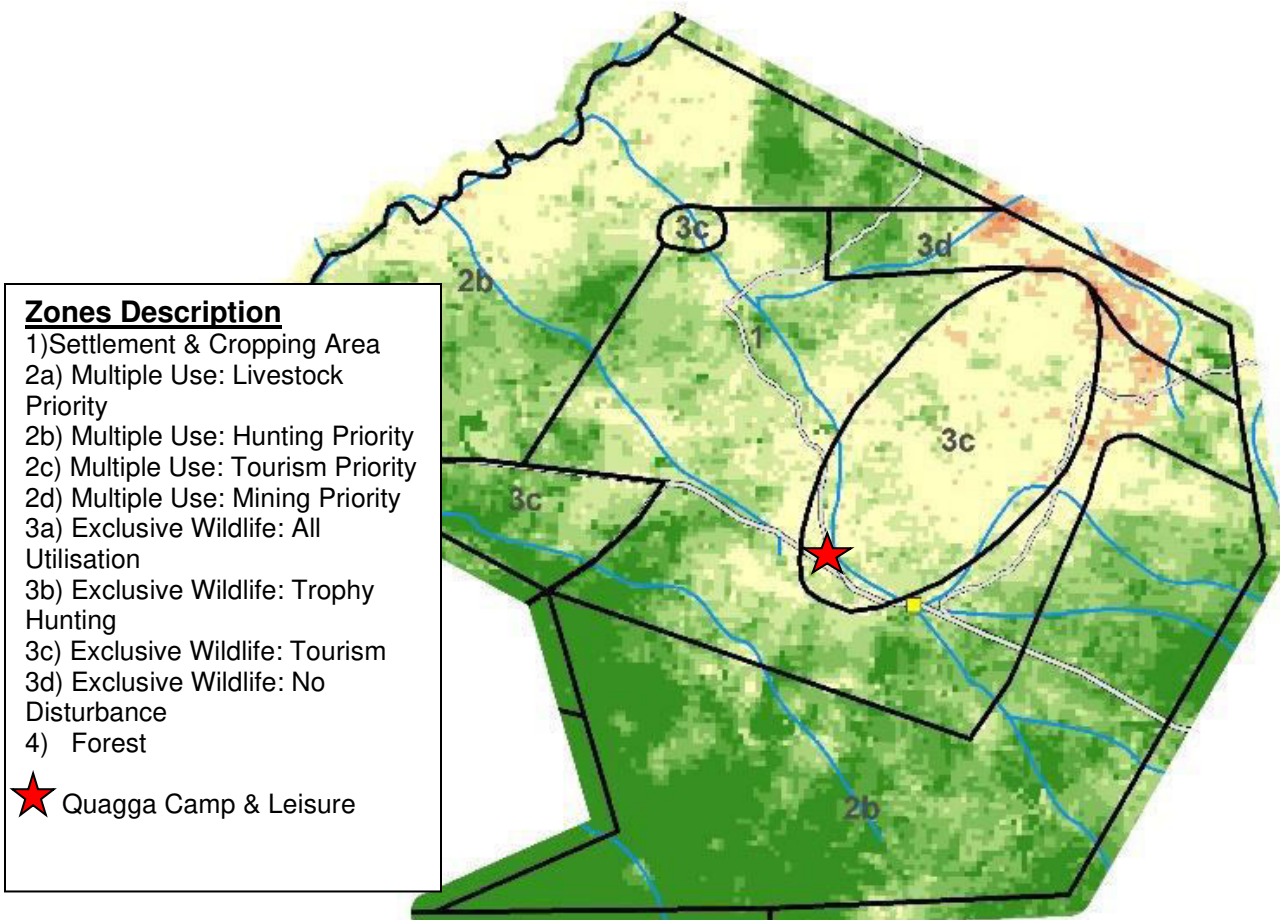 3c
3d
2b
1
3c
3c
2b
Zones Description
1)Settlement & Cropping Area
2a) Multiple Use: Livestock
Priority
2b) Multiple Use: Hunting Priority
2c) Multiple Use: Tourism Priority
2d) Multiple Use: Mining Priority
3a) Exclusive Wildlife: All
Utilisation
3b) Exclusive Wildlife: Trophy
Hunting
3c) Exclusive Wildlife: Tourism
3d) Exclusive Wildlife: No
Disturbance
4) Forest
Quagga Camp & Leisure